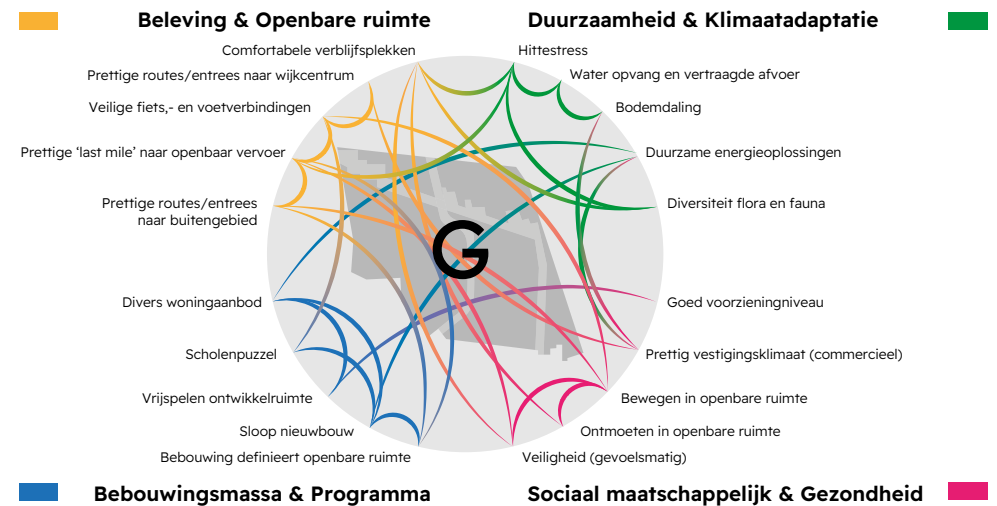 Beleving & Openbare ruimte
Duurzaamheid & Klimaatadaptatie
Comfortabele verblijfsplekken
Hittestress
Prettige routes/entrees naar wijkcentrum
Water opvang en vertraagde afvoer
Veilige fiets,- en voetverbindingen
Bodemdaling
Prettige ‘last mile’ naar openbaar vervoer
Duurzame energieoplossingen
Prettige routes/entrees
naar buitengebied
Diversiteit flora en fauna
G
Divers woningaanbod
Goed voorzieningniveau
Scholenpuzzel
Prettig vestigingsklimaat (commercieel)
Vrijspelen ontwikkelruimte
Bewegen in openbare ruimte
Sloop nieuwbouw
Ontmoeten in openbare ruimte
Bebouwing definieert openbare ruimte
Veiligheid (gevoelsmatig)
Bebouwingsmassa & Programma
Sociaal maatschappelijk & Gezondheid